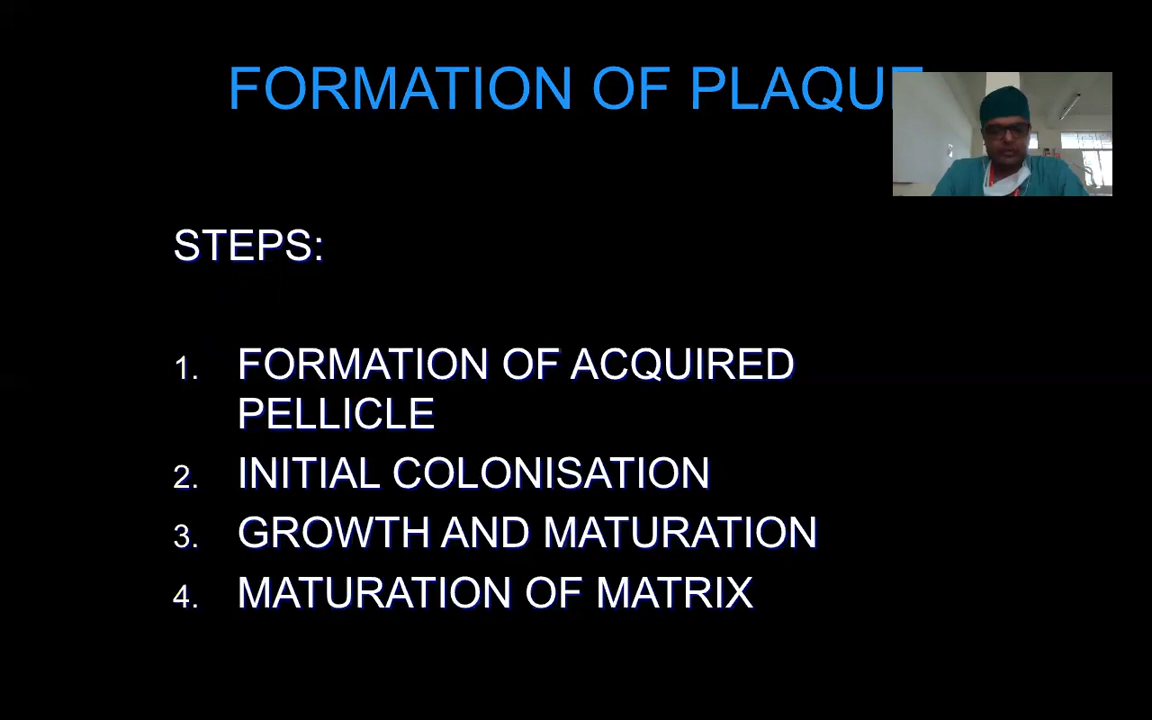 FORMATION OF PLAQUE
STEPS:
1. FORMATION OF ACQUIRED
PELLICLE
2. INITIAL COLONISATION
3. GROWTH AND MATURATION
4. MATURATION OF MATRIX